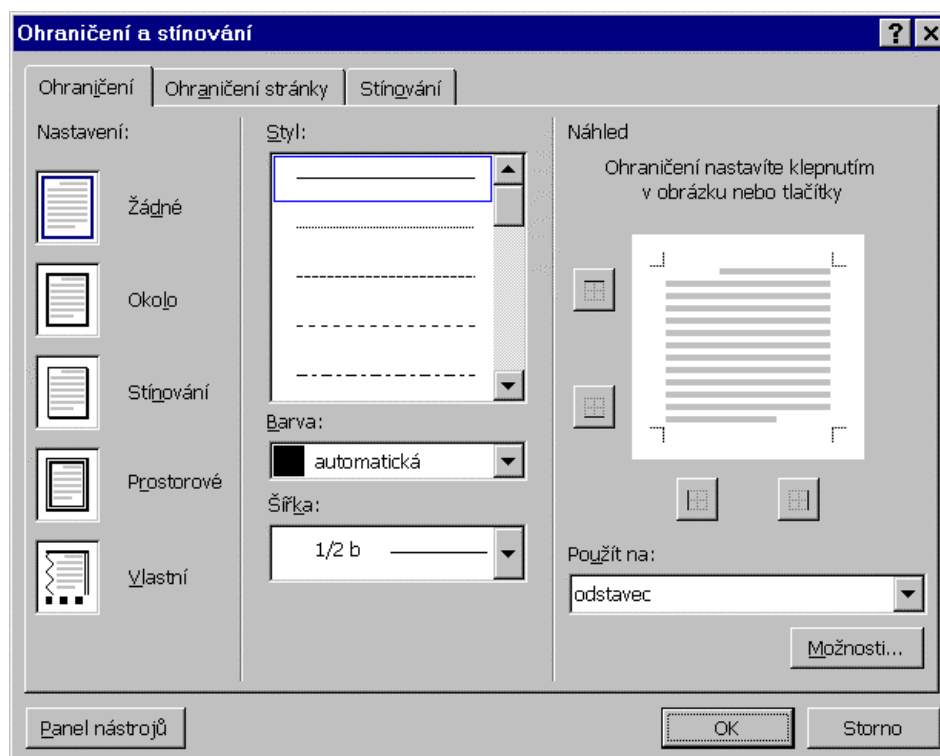 Ohraničení a stínování
Ohraničení
Ohraničení stránky
Stínování
Nastavení:
Žádné
Okolo
Stínování
Prostorové
Vlastní
Styl:
Barva:
automatická
Šířka:
1/2 b
Náhled
Ohraničení nastavíte klepnutím
v obrázku nebo tlačítky
Použít na:
odstavec
Možnosti...
Panel nástrojů
OK
Storno